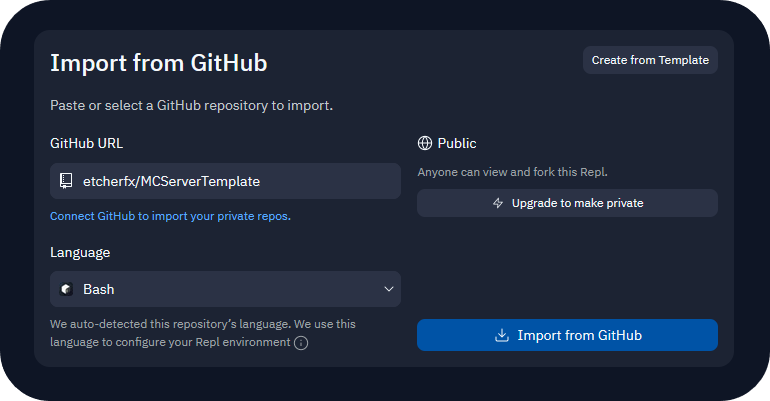 Import from GitHub
Create from Template
Paste or select a GitHub repository to import.
GitHub URL
etcherfx/MCServerTemplate
Connect GitHub to import your private repos.
Language
Bash
We auto-detected this repository's language. We use this
language to configure your Repl environment
Public
Anyone can view and fork this Repl.
Upgrade to make private
Import from GitHub